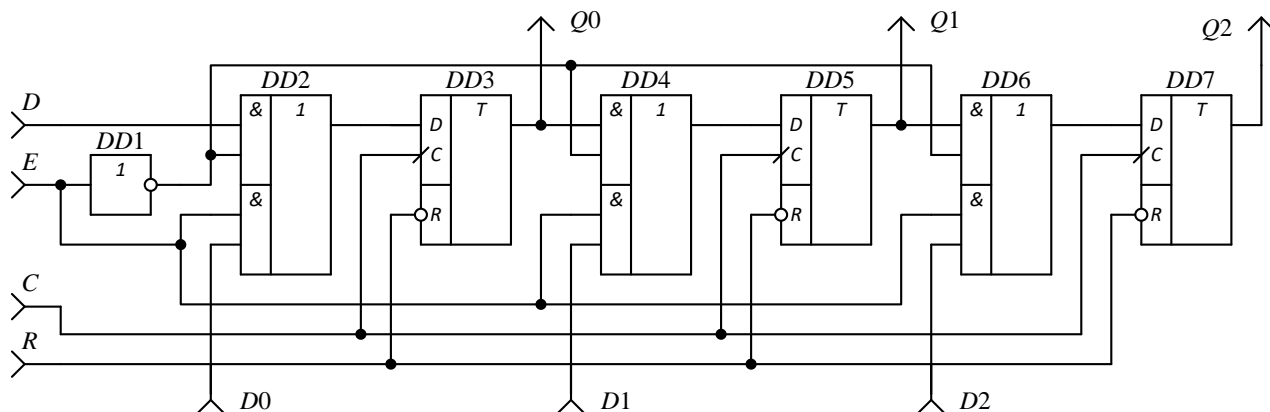 Q0 Q1 Q2
DD2 DD3 DD4 DD5 DD6 DD7
D & 1 D T & 1 D T & 1 D T
DD1
C C C
E 1
& R & R & R
C
R
D0 D1 D2